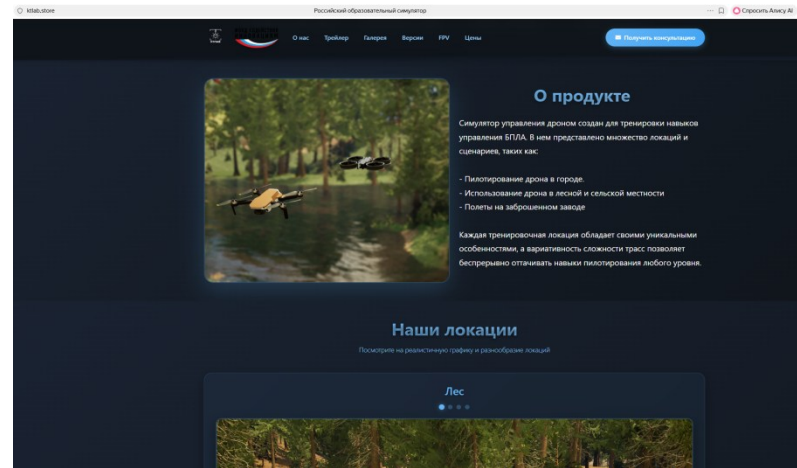 ktlab.store
Российский образовательный симулятор
Спросить Алису AI
О нас
Трейлер
Галерея
Версии
FPV
Цены
Получить консультацию
О продукте
Симулятор управления дроном создан для тренировки навыков
управления БПЛА. В нем представлено множество локаций и
сценариев, таких как:
- Пилотирование дрона в городе.
- Использование дрона в лесной и сельской местности
- Полеты на заброшенном заводе
Каждая тренировочная локация обладает своими уникальными
особенностями, а вариативность сложности трасс позволяет
беспрерывно оттачивать навыки пилотирования любого уровня.
Наши локации
Посмотрите на реалистичную графику и разнообразие локаций
Лес